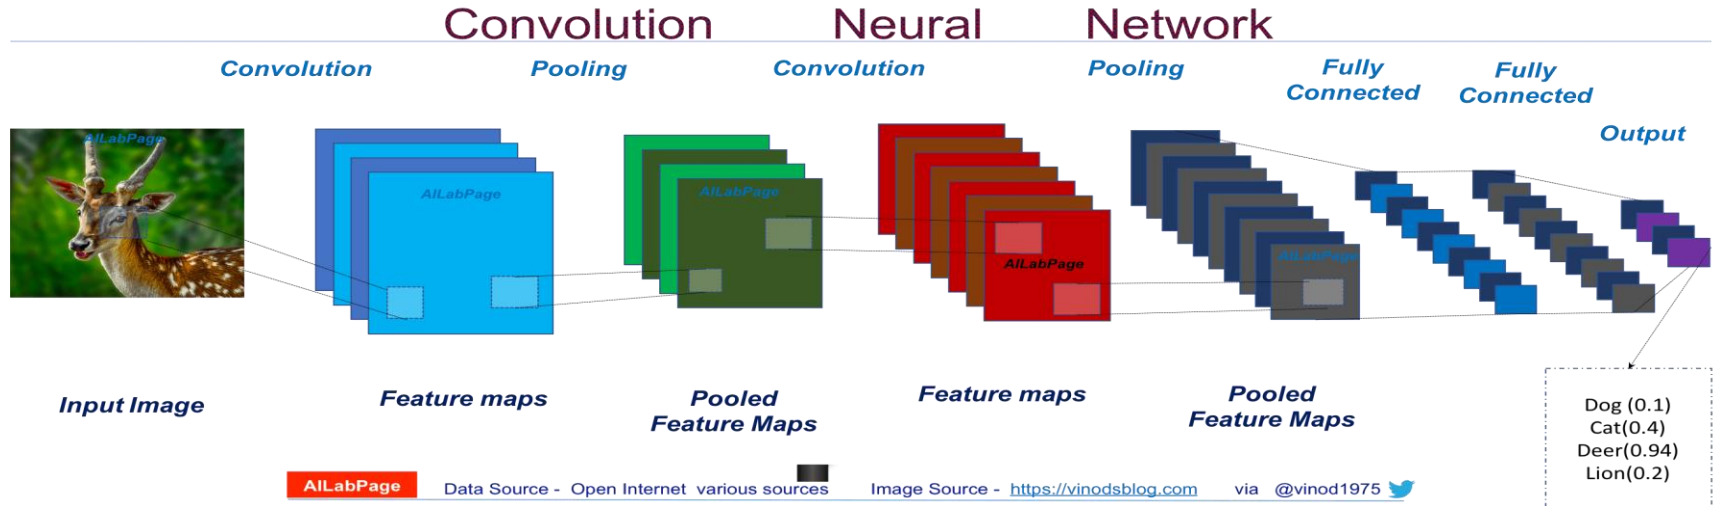 Convolution Neural Network
Convolution
Pooling
Convolution
Pooling
Fully
Connected
Fully
Connected
Output
AILabPage
AILabPage
AILabPage
AILabPage
AILabPage
Input Image
Feature maps
Pooled
Feature Maps
Feature maps
Pooled
Feature Maps
Dog (0.1)
Cat(0.4)
Deer(0.94)
Lion(0.2)
AILabPage
Data Source - Open Internet various sources
Image Source - https://vinodsblog.com via @vinod1975